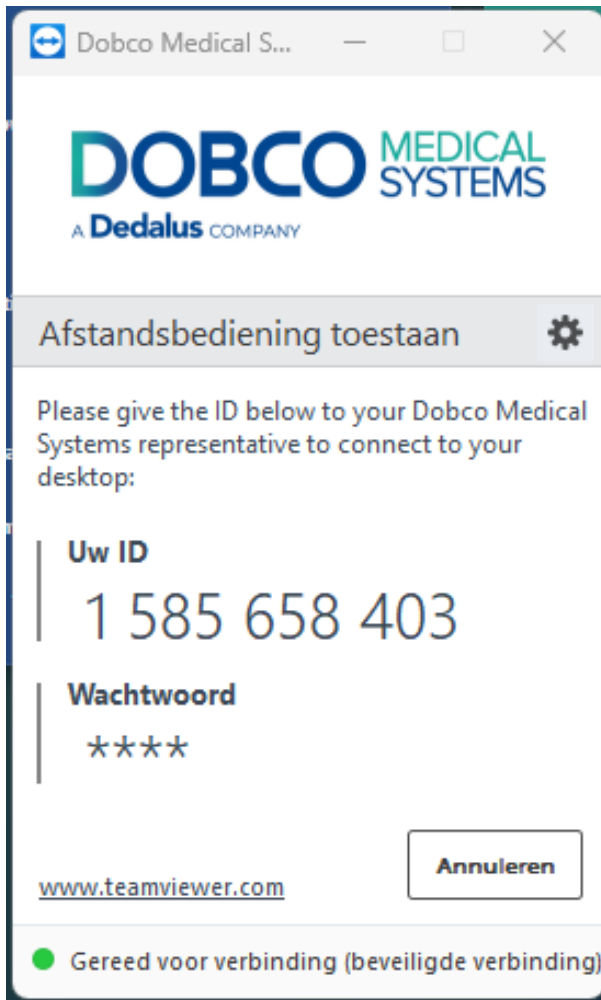 Dobco Medical S...
DOBCO MEDICAL SYSTEMS
A Dedalus COMPANY
Afstandsbediening toestaan
Please give the ID below to your Dobco Medical
Systems representative to connect to your
desktop:
Uw ID
1 585 658 403
Wachtwoord
****
Annuleren
www.teamviewer.com
Gereed voor verbinding (beveiligde verbinding)